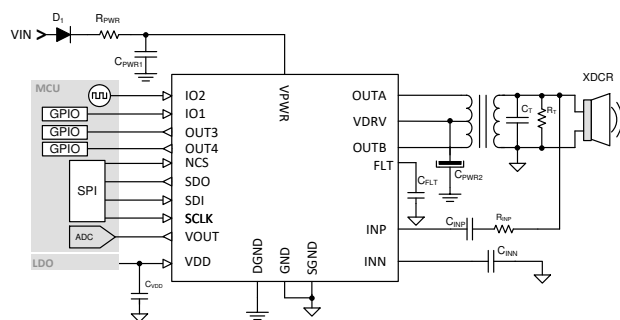 D1
RPWR
VIN
CPWR1
XDCR
MCU
VPWR
IO2
OUTA
GPIO
IO1
CT
RT
GPIO
OUT3
VDRV
GPIO
OUT4
OUTB
NCS
FLT
SPI
SDO
CFLT
CPWR2
SDI
SCLK
CINP
RINP
ADC
VOUT
INP
LDO
VDD
DGND
GND
SGND
INN
CINN
CVDD